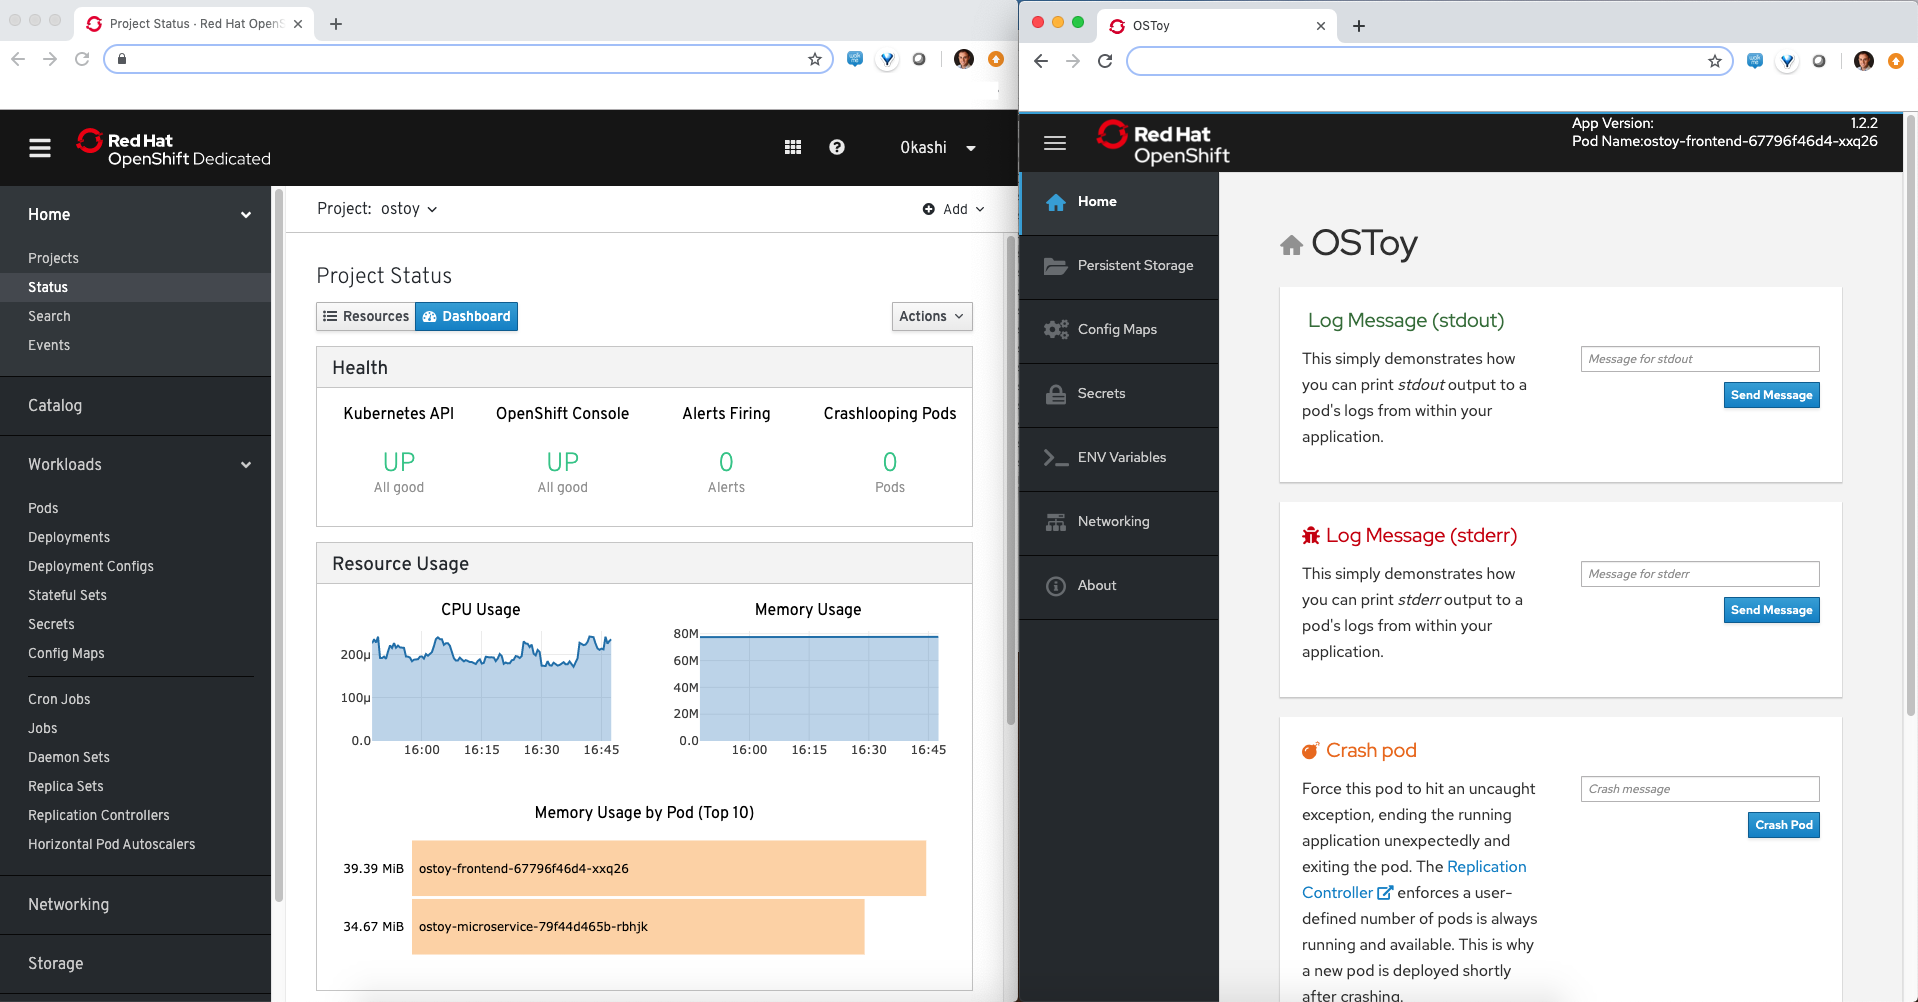 Project Status · Red Hat OpenS
Red Hat
OpenShift Dedicated
Okashi
Home
Projects
Status
Search
Events
Catalog
Workloads
Pods
Deployments
Deployment Configs
Stateful Sets
Secrets
Config Maps
Cron Jobs
Jobs
Daemon Sets
Replica Sets
Replication Controllers
Horizontal Pod Autoscalers
Networking
Storage
Project: ostoy
Add
Project Status
Resources
Dashboard
Actions
Health
Kubernetes API
OpenShift Console
Alerts Firing
Crashlooping Pods
UP
UP
0
0
All good
All good
Alerts
Pods
Resource Usage
CPU Usage
200µ
100µ
0.0
16:00 16:15 16:30 16:45
Memory Usage
80M
60M
40M
20M
0.0
16:00 16:15 16:30 16:45
Memory Usage by Pod (Top 10)
39.39 MiB ostoy-frontend-67796f46d4-xxq26
34.67 MiB ostoy-microservice-79f44d465b-rbhjk
OSToy
Red Hat
OpenShift
App Version: 1.2.2
Pod Name:ostoy-frontend-67796f46d4-xxq26
Home
Persistent Storage
Config Maps
Secrets
ENV Variables
Networking
About
OSToy
Log Message (stdout)
This simply demonstrates how
you can print stdout output to a
pod's logs from within your
application.
Message for stdout
Send Message
Log Message (stderr)
This simply demonstrates how
you can print stderr output to a
pod's logs from within your
application.
Message for stderr
Send Message
Crash pod
Force this pod to hit an uncaught
exception, ending the running
application unexpectedly and
exiting the pod. The Replication
Controller enforces a user-
defined number of pods is always
running and available. This is why
a new pod is deployed shortly
after crashing.
Crash message
Crash Pod